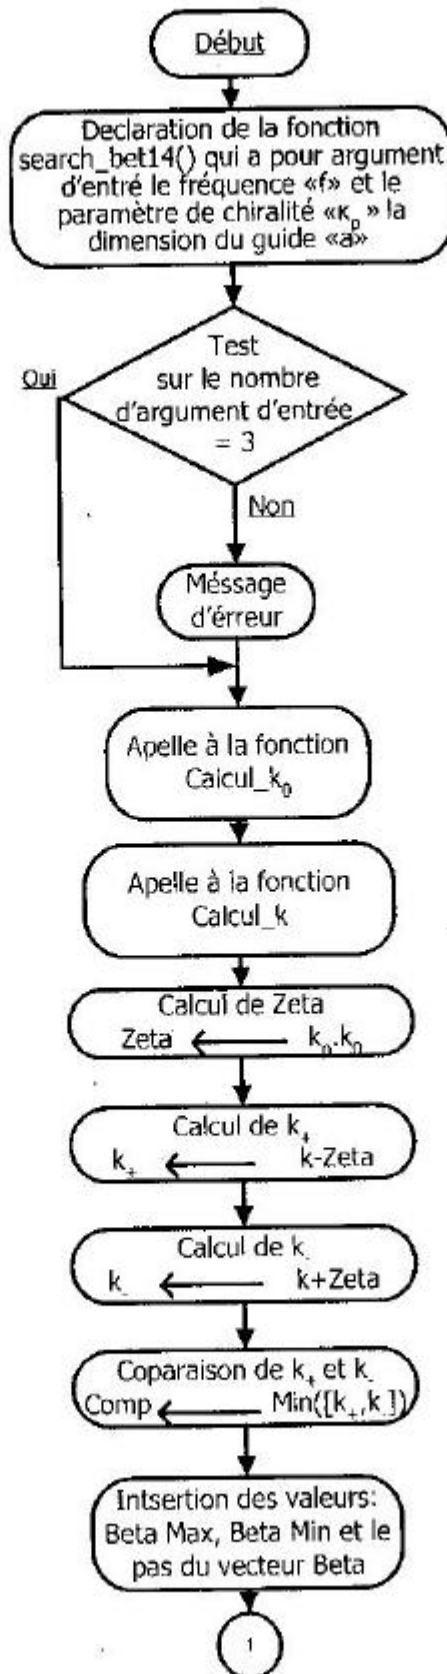 Début
Declaration de la fonction
search_bet14() qui a pour argument
d'entré le fréquence «f» et le
paramètre de chiralité «κp» la
dimension du guide «a»
Test
sur le nombre
d'argument d'entrée
= 3
Oui
Non
Méssage
d'érreur
Apelle à la fonction
Calcul_k0
Apelle à la fonction
Calcul_k
Calcul de Zeta
Zeta ← kp.k0
Calcul de k+
k+ ← k-Zeta
Calcul de k-
k- ← k+Zeta
Coparaison de k+ et k-
Comp ← Min([k+,k-])
Intsertion des valeurs:
Beta Max, Beta Min et le
pas du vecteur Beta
1